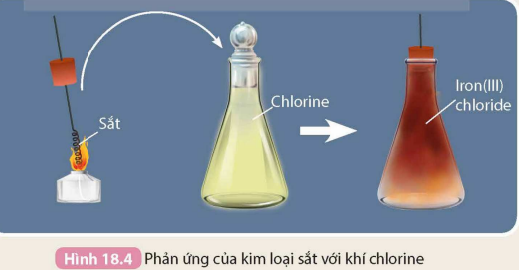 Sắt
Chlorine
Iron(III)
chloride
Hình 18.4 Phản ứng của kim loại sắt với khí chlorine